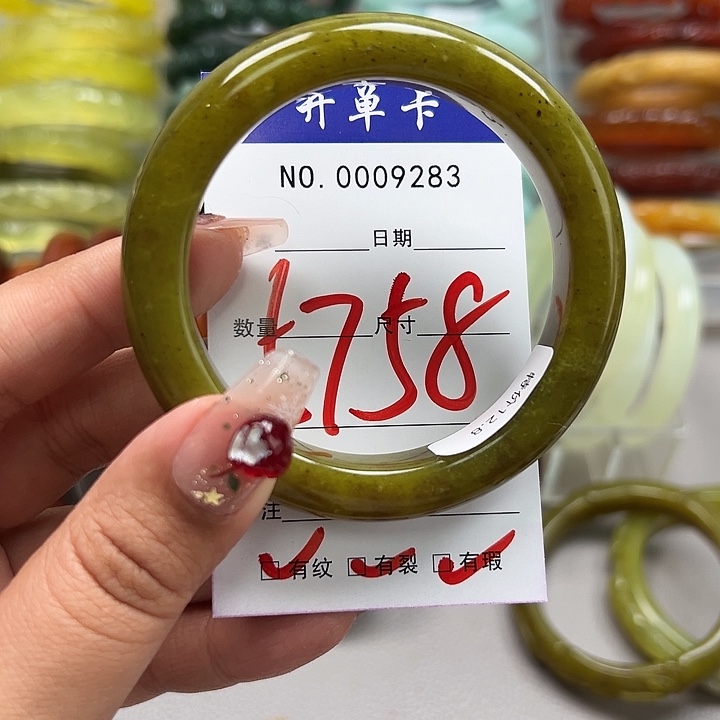 开单卡
NO. 0009283
日期
1758
数量 尺寸
注
☐有纹 ☐有裂 ☐有瑕